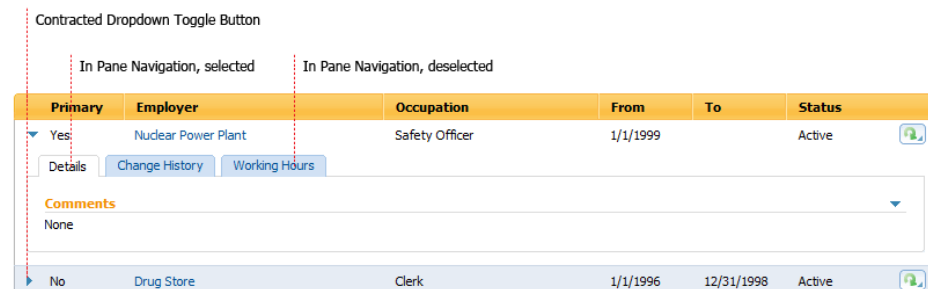 Contracted Dropdown Toggle Button
In Pane Navigation, selected In Pane Navigation, deselected
Primary Employer Occupation From To Status
Yes Nuclear Power Plant Safety Officer 1/1/1999 Active
Details Change History Working Hours
Comments
None
No Drug Store Clerk 1/1/1996 12/31/1998 Active